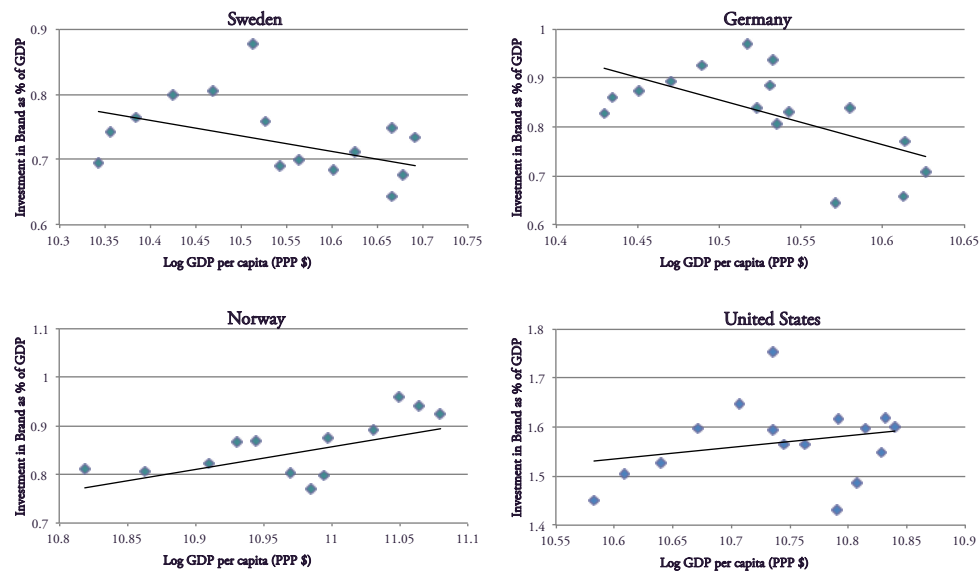 Sweden
Investment in Brand as % of GDP
0.9
0.8
0.7
0.6
10.3 10.35 10.4 10.45 10.5 10.55 10.6 10.65 10.7 10.75
Log GDP per capita (PPP $)
Germany
Investment in Brand as % of GDP
1
0.9
0.8
0.7
0.6
10.4 10.45 10.5 10.55 10.6 10.65
Log GDP per capita (PPP $)
Norway
Investment in Brand as % of GDP
1.1
1
0.9
0.8
0.7
10.8 10.85 10.9 10.95 11 11.05 11.1
Log GDP per capita (PPP $)
United States
Investment in Brand as % of GDP
1.8
1.7
1.6
1.5
1.4
10.55 10.6 10.65 10.7 10.75 10.8 10.85 10.9
Log GDP per capita (PPP $)